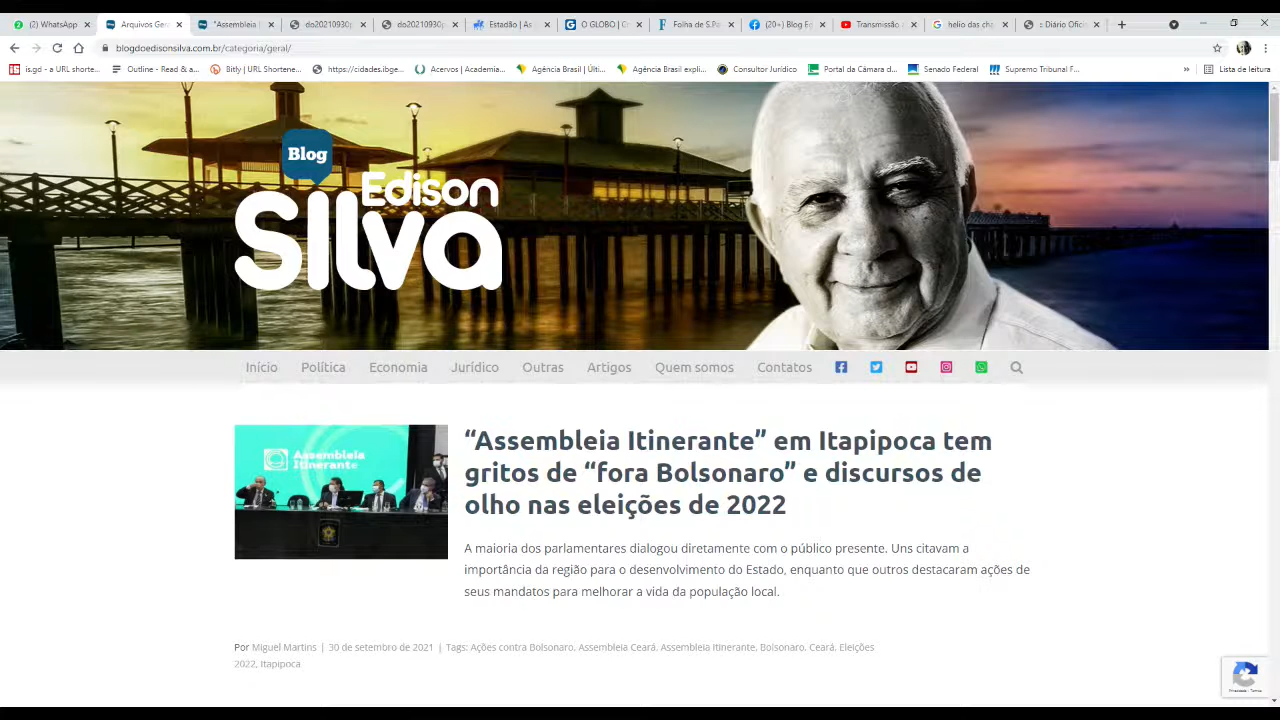 (2) WhatsApp
Arquivos Gera
"Assembleia I
do20210930p
do20210930p
Estadão | As
O GLOBO | C
Folha de S.Pa
(20+) Blog E
Transmissão
helio das cha
:: Diário Ofici
blogdoedisonsilva.com.br/categoria/geral/
is.gd - a URL shorte...
Outline - Read & a...
Bitly | URL Shortene...
https://cidades.ibge...
Acervos | Academia...
Agência Brasil | Últi...
Agência Brasil expli...
Consultor Jurídico
Portal da Câmara d...
Senado Federal
Supremo Tribunal F...
»
Lista de leitura
Blog
Edison
Silva
Início Política Economia Jurídico Outras Artigos Quem somos Contatos
Assembleia
Itinerante
“Assembleia Itinerante” em Itapipoca tem
gritos de “fora Bolsonaro” e discursos de
olho nas eleições de 2022
A maioria dos parlamentares dialogou diretamente com o público presente. Uns citavam a
importância da região para o desenvolvimento do Estado, enquanto que outros destacaram ações de
seus mandatos para melhorar a vida da população local.
Por Miguel Martins | 30 de setembro de 2021 | Tags: Ações contra Bolsonaro, Assembleia Ceará, Assembleia Itinerante, Bolsonaro, Ceará, Eleições
2022, Itapipoca
Privacidade - Termos